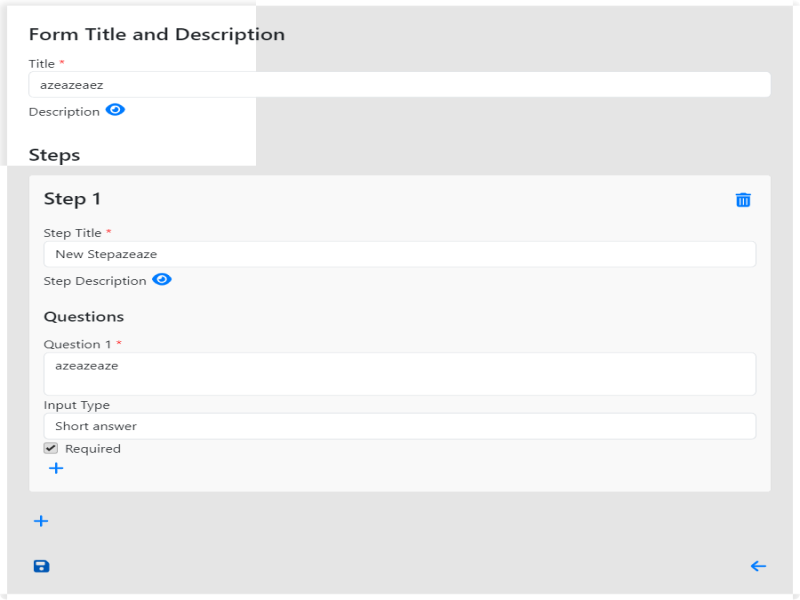 Form Title and Description
Title *
azeazeaez
Description
Steps
Step 1
Step Title *
New Stepazeaze
Step Description
Questions
Question 1 *
azeazeaze
Input Type
Short answer
Required